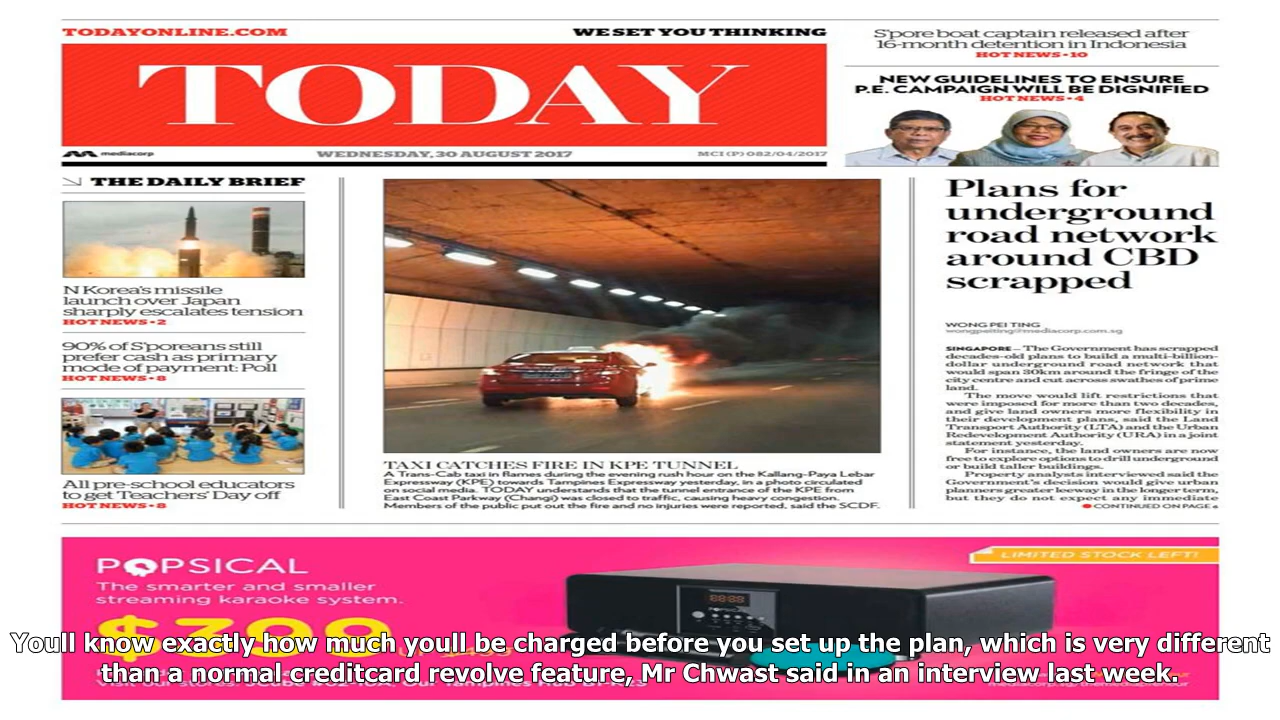 TODAYONLINE.COM
WE SET YOU THINKING
TODAY
mediacorp
WEDNESDAY, 30 AUGUST 2017
MCI (P) 082/04/2017
S'pore boat captain released after
16-month detention in Indonesia
HOT NEWS • 10
NEW GUIDELINES TO ENSURE
P.E. CAMPAIGN WILL BE DIGNIFIED
HOT NEWS • 4
THE DAILY BRIEF
N Korea's missile
launch over Japan
sharply escalates tension
HOT NEWS • 2
90% of S'poreans still
prefer cash as primary
mode of payment: Poll
HOT NEWS • 8
All pre-school educators
to get Teachers' Day off
HOT NEWS • 8
TAXI CATCHES FIRE IN KPE TUNNEL
A Trans-Cab taxi in flames during the evening rush hour on the Kallang-Paya Lebar
Expressway (KPE) towards Tampines Expressway yesterday, in a photo circulated
on social media. TODAY understands that the tunnel entrance of the KPE from
East Coast Parkway (Changi) was closed to traffic, causing heavy congestion.
Members of the public put out the fire and no injuries were reported, said the SCDF.
Plans for
underground
road network
around CBD
scrapped
WONG PEI TING
wongpeiting@mediacorp.com.sg
SINGAPORE — The Government has scrapped
decades-old plans to build a multi-billion-
dollar underground road network that
would span 30km around the fringe of the
city centre and cut across swathes of prime
land.
The move would lift restrictions that
were imposed for more than two decades,
and give land owners more flexibility in
their development plans, said the Land
Transport Authority (LTA) and the Urban
Redevelopment Authority (URA) in a joint
statement yesterday.
For instance, the land owners are now
free to explore options to drill underground
or build taller buildings.
Property analysts interviewed said the
Government's decision would give urban
planners greater leeway in the longer term,
but they do not expect any immediate
CONTINUED ON PAGE 6
POPSICAL
The smarter and smaller
streaming karaoke system.
$399
LIMITED STOCK LEFT!
POPSICAL
Youll know exactly how much youll be charged before you set up the plan, which is very different
than a normal creditcard revolve feature, Mr Chwast said in an interview last week.